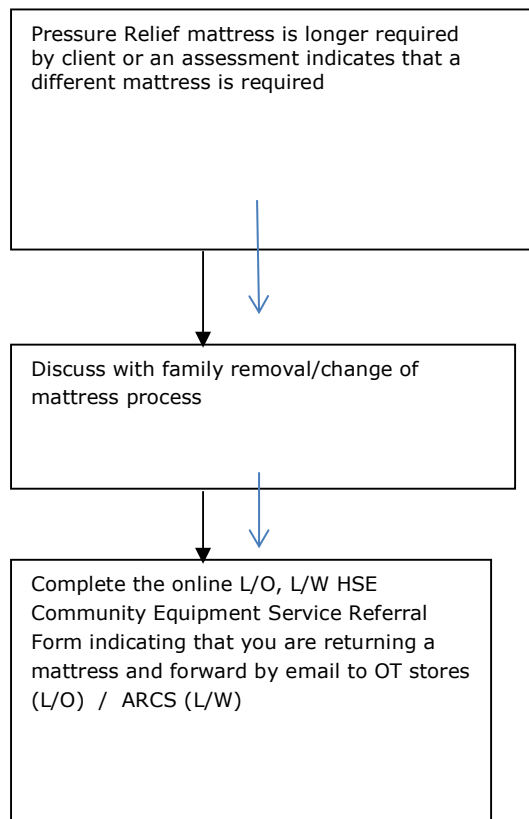 Pressure Relief mattress is longer required
by client or an assessment indicates that a
different mattress is required
Discuss with family removal/change of
mattress process
Complete the online L/O, L/W HSE
Community Equipment Service Referral
Form indicating that you are returning a
mattress and forward by email to OT stores
(L/O) / ARCS (L/W)